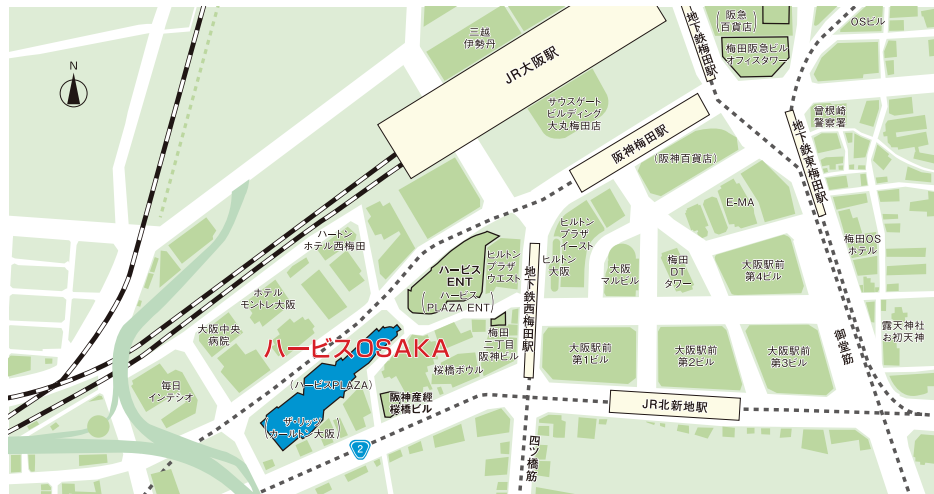 N
三越
伊勢丹
JR大阪駅
サウスゲート
ビルディング
大丸梅田店
地下鉄梅田駅
阪急
(百貨店)
梅田阪急ビル
オフィスタワー
OSビル
曾根崎
警察署
地下鉄東梅田駅
阪神梅田駅
(阪神百貨店)
E-MA
梅田OS
ホテル
ハートン
ホテル西梅田
ハービス
ENT
(ハービス
PLAZA ENT)
ヒルトン
プラザ
ウエスト
ヒルトン
プラザ
イースト
ヒルトン
大阪
大阪
マルビル
梅田
DT
タワー
大阪駅前
第4ビル
ホテル
モントレ大阪
大阪中央
病院
地下鉄西梅田駅
ハービスOSAKA
梅田
二丁目
阪神ビル
桜橋ボウル
大阪駅前
第1ビル
大阪駅前
第2ビル
大阪駅前
第3ビル
御堂筋
露天神社
お初天神
毎日
インテシオ
(ハービスPLAZA)
阪神産經
桜橋ビル
JR北新地駅
(ザ・リッツ
カールトン大阪)
2
四ツ橋筋